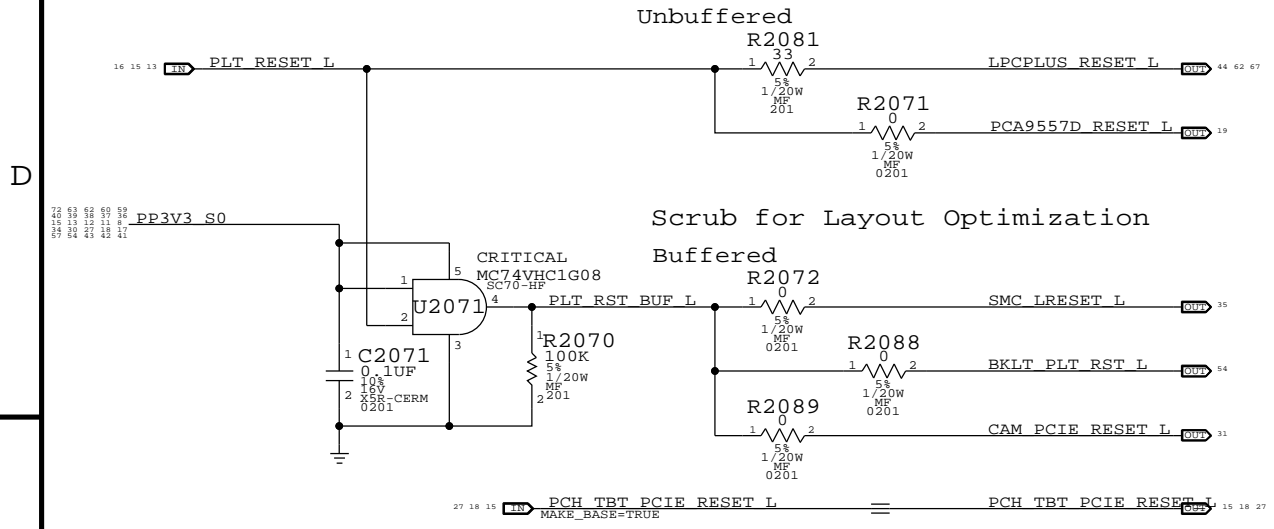 Unbuffered
R2081
33
16 15 13 IN PLT_RESET_L 1 2 LPCPLUS_RESET_L OUT 44 62 67
5%
1/20W
MF
201
R2071
0
1 2 PCA9557D_RESET_L OUT 19
5%
1/20W
MF
0201
D
72 63 62 60 59
40 39 38 37 36
15 13 12 11 8
34 30 27 18 17
57 54 43 42 41
PP3V3_S0
Scrub for Layout Optimization
Buffered
CRITICAL
MC74VHC1G08
SC70-HF
5
1
U2071
4
2
3
PLT_RST_BUF_L
R2072
0
1 2 SMC_LRESET_L OUT 35
5%
1/20W
MF
0201
1
R2070
100K
5%
1/20W
MF
201
2
R2088
0
1 2 BKLT_PLT_RST_L OUT 54
5%
1/20W
MF
0201
1
C2071
0.1UF
10%
16V
X5R-CERM
0201
2
R2089
0
1 2 CAM_PCIE_RESET_L OUT 31
5%
1/20W
MF
0201
27 18 15 IN PCH_TBT_PCIE_RESET_L PCH_TBT_PCIE_RESET_L OUT 15 18 27
MAKE_BASE=TRUE